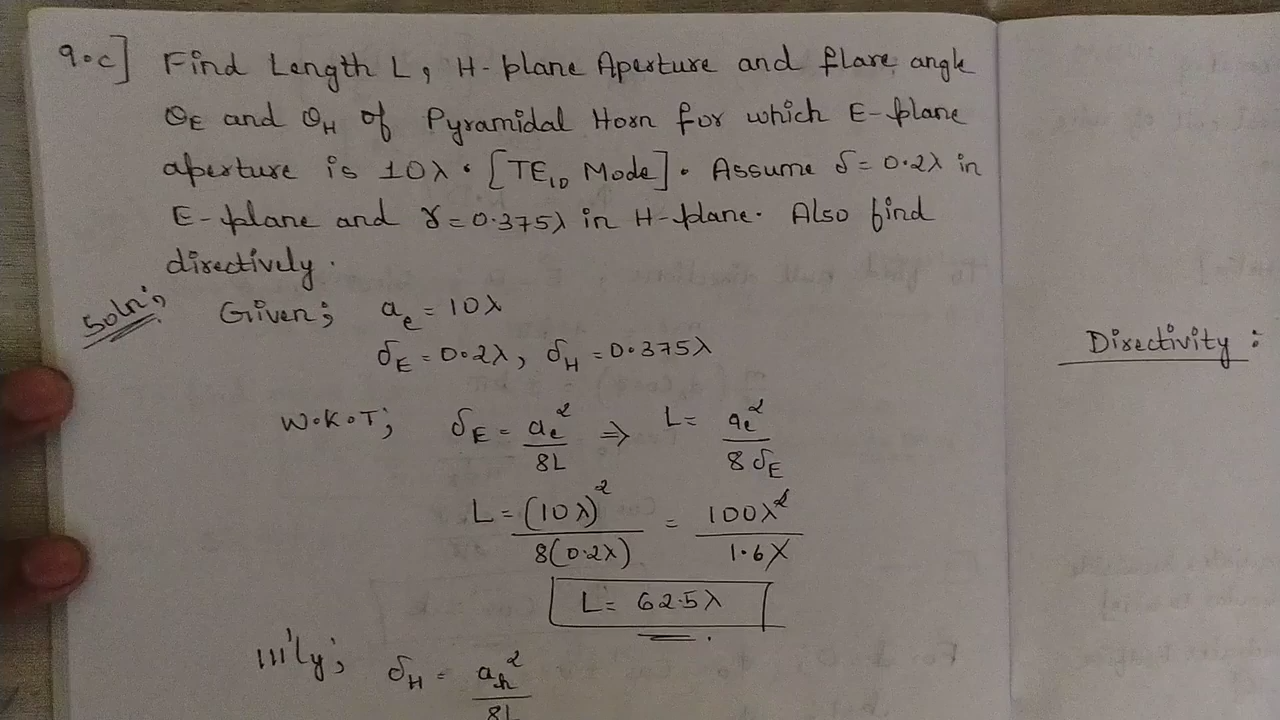 9.c] Find Length L, H-plane Aperture and flare angle
θE and θH of Pyramidal Horn for which E-plane
aperture is 10λ. [TE10 Mode]. Assume δ = 0.2λ in
E-plane and γ = 0.375λ in H-plane. Also find
directively.
Soln; Given; ae = 10λ
δE = 0.2λ, δH = 0.375λ
W.K.T; δE = ae²/8L ⇒ L = ae²/8δE
L = (10λ)²/8(0.2λ) = 100λ²/1.6λ
L = 62.5λ
|||'ly; δH = ah²/8L
Directivity :